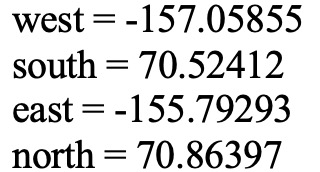 west = -157.05855
south = 70.52412
east = -155.79293
north = 70.86397